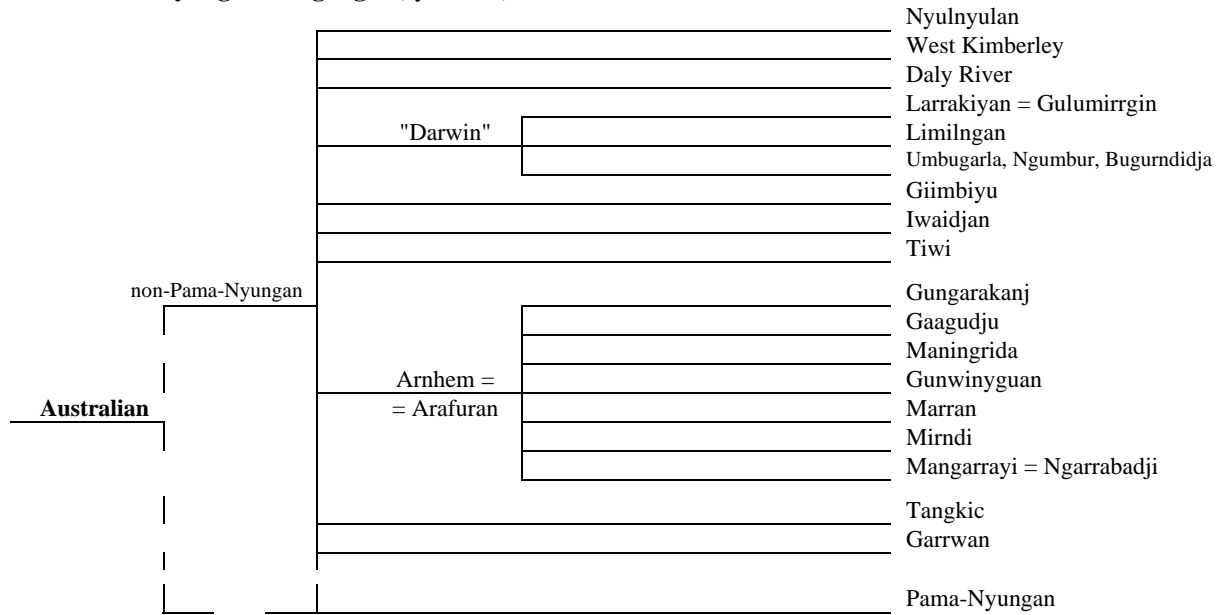 Nyulnyulan
West Kimberley
Daly River
Larrakiyan = Gulumirrgin
"Darwin"
Limilngan
Umbugarla, Ngumbur, Bugurndidja
Giimbiyu
Iwaidjan
Tiwi
non-Pama-Nyungan
Gungarakanj
Gaagudju
Maningrida
Arnhem =
Gunwinyguan
Australian
= Arafuran
Marran
Mirndi
Mangarrayi = Ngarrabadji
Tangkic
Garrwan
Pama-Nyungan